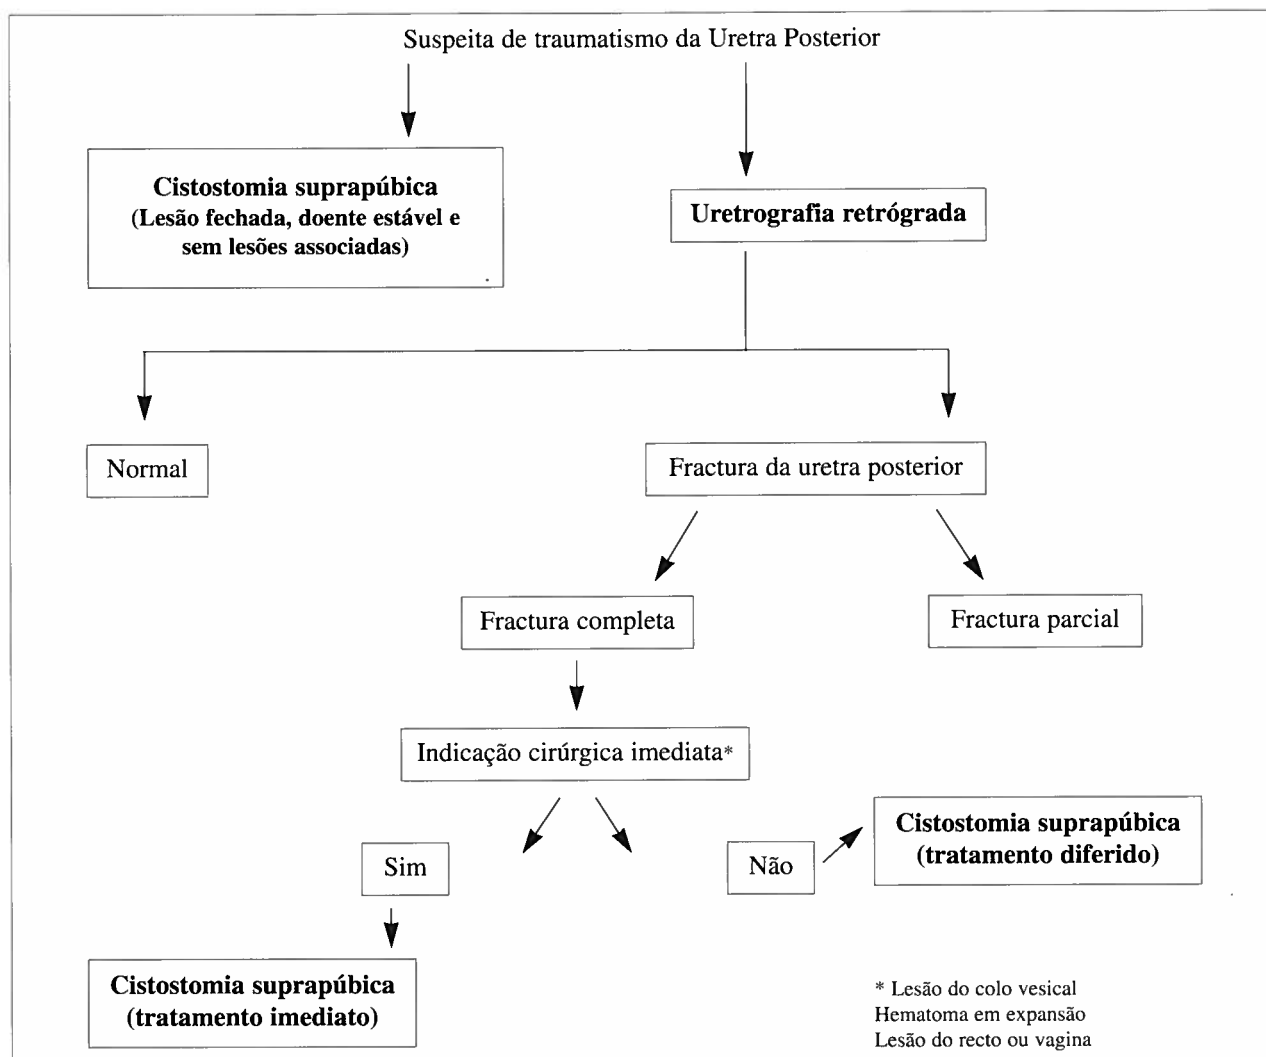 Suspeita de traumatismo da Uretra Posterior
Cistostomia suprapúbica
(Lesão fechada, doente estável e
sem lesões associadas)
Uretrografia retrógrada
Normal
Fractura da uretra posterior
Fractura completa
Fractura parcial
Indicação cirúrgica imediata*
Sim
Não
Cistostomia suprapúbica
(tratamento diferido)
Cistostomia suprapúbica
(tratamento imediato)
* Lesão do colo vesical
Hematoma em expansão
Lesão do recto ou vagina